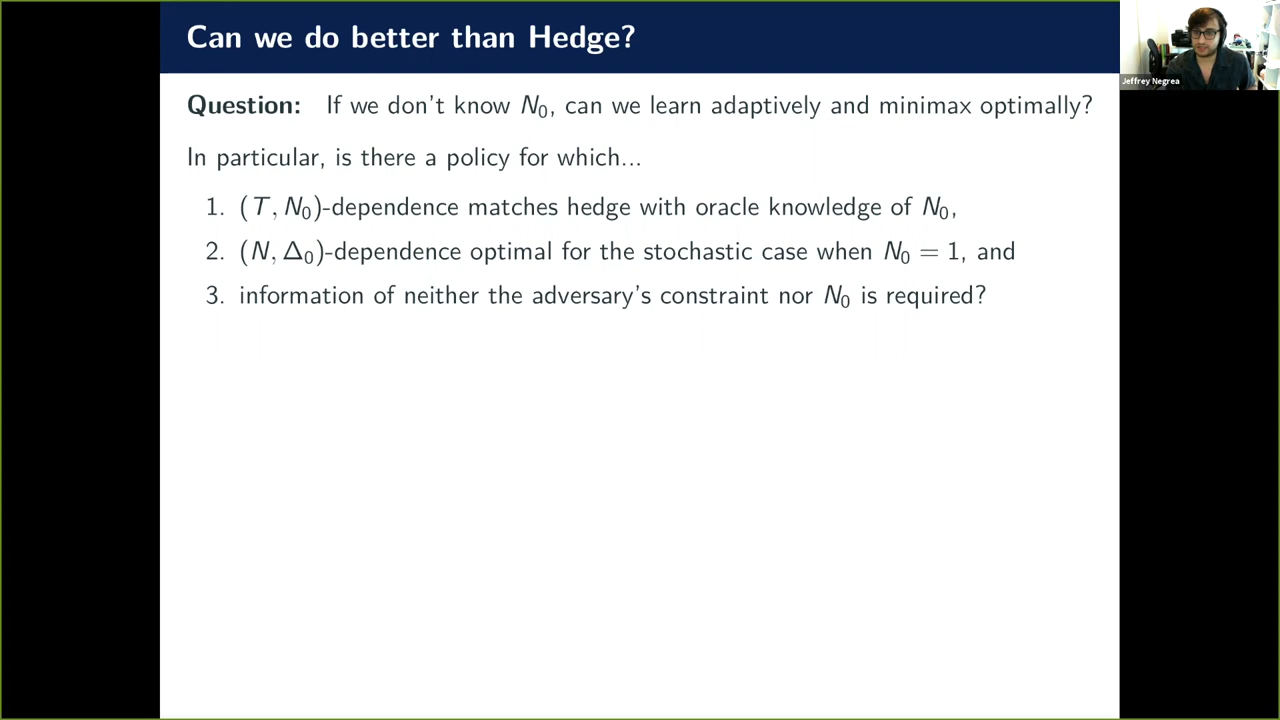 Can we do better than Hedge?
Jeffrey Negrea
Question: If we don't know N₀, can we learn adaptively and minimax optimally?
In particular, is there a policy for which...
1. (T, N₀)-dependence matches hedge with oracle knowledge of N₀,
2. (N, Δ₀)-dependence optimal for the stochastic case when N₀ = 1, and
3. information of neither the adversary's constraint nor N₀ is required?